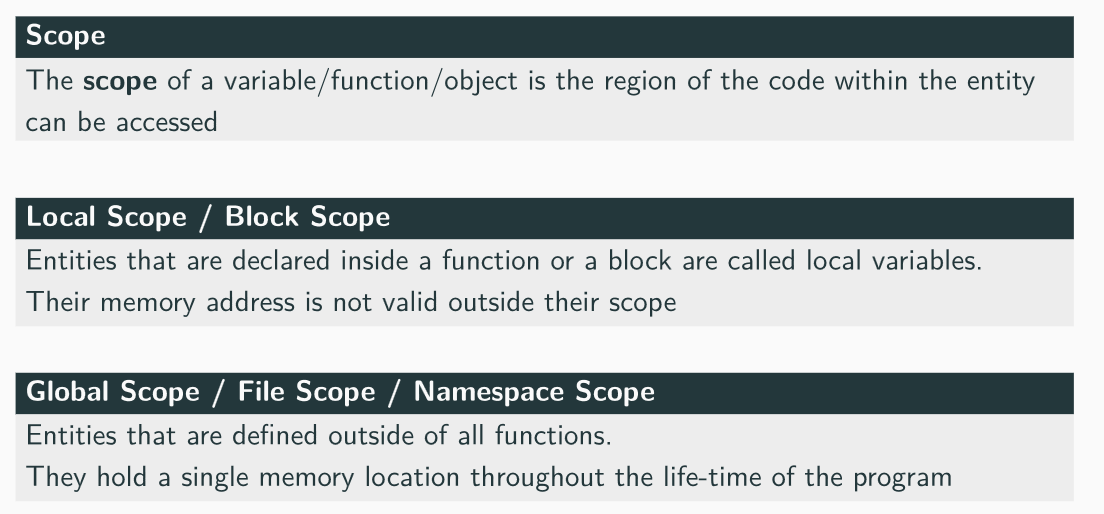 Scope
The scope of a variable/function/object is the region of the code within the entity
can be accessed
Local Scope / Block Scope
Entities that are declared inside a function or a block are called local variables.
Their memory address is not valid outside their scope
Global Scope / File Scope / Namespace Scope
Entities that are defined outside of all functions.
They hold a single memory location throughout the life-time of the program